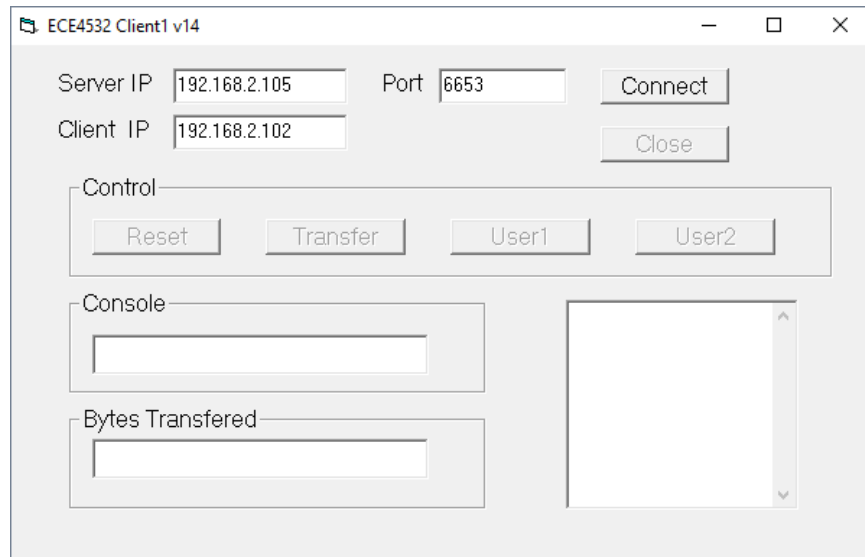 ECE4532 Client1 v14
Server IP 192.168.2.105 Port 6653 Connect
Client IP 192.168.2.102
Close
Control
Reset Transfer User1 User2
Console
Bytes Transfered